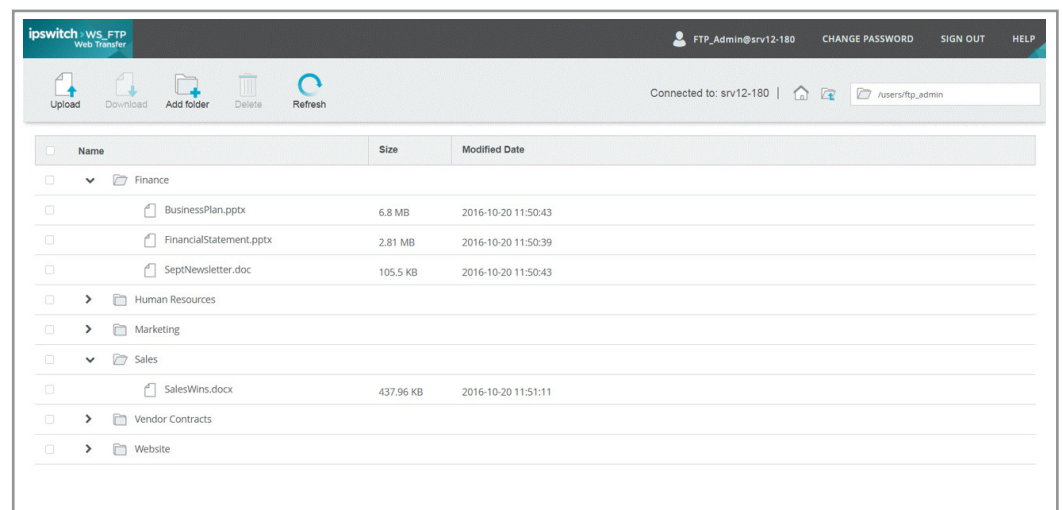 ipswitch WS_FTP
Web Transfer
FTP_Admin@srv12-180 CHANGE PASSWORD SIGN OUT HELP
Upload Download Add folder Delete Refresh
Connected to: srv12-180 | /users/ftp_admin
Name Size Modified Date
Finance
BusinessPlan.pptx 6.8 MB 2016-10-20 11:50:43
FinancialStatement.pptx 2.81 MB 2016-10-20 11:50:39
SeptNewsletter.doc 105.5 KB 2016-10-20 11:50:43
Human Resources
Marketing
Sales
SalesWins.docx 437.96 KB 2016-10-20 11:51:11
Vendor Contracts
Website